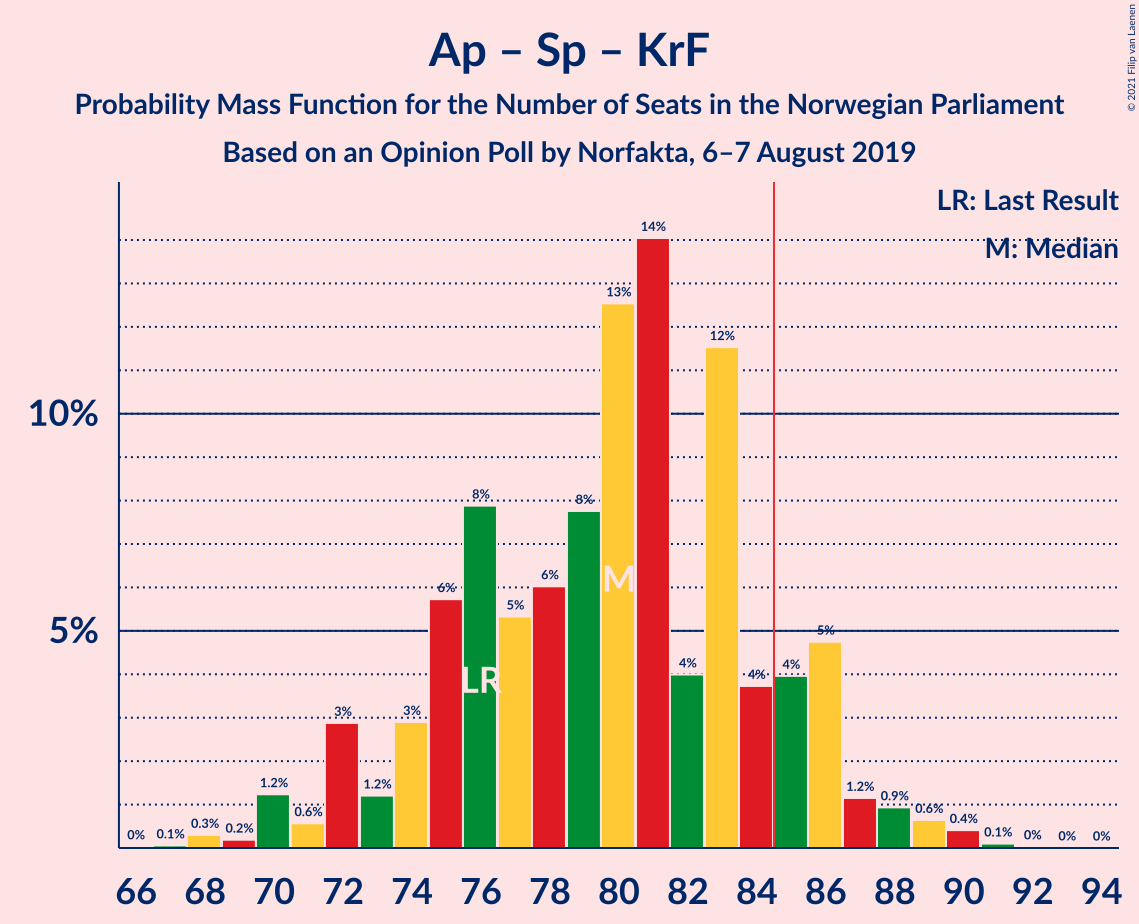 © 2021 Filip van Laenen
Ap – Sp – KrF
Probability Mass Function for the Number of Seats in the Norwegian Parliament
Based on an Opinion Poll by Norfakta, 6–7 August 2019
LR: Last Result
M: Median
10%
5%
0% 0.1% 0.3% 0.2% 1.2% 0.6% 3% 1.2% 3% 6% 8% 5% 6% 8% 13% 14% 4% 12% 4% 4% 5% 1.2% 0.9% 0.6% 0.4% 0.1% 0% 0% 0%
LR
M
66 68 70 72 74 76 78 80 82 84 86 88 90 92 94